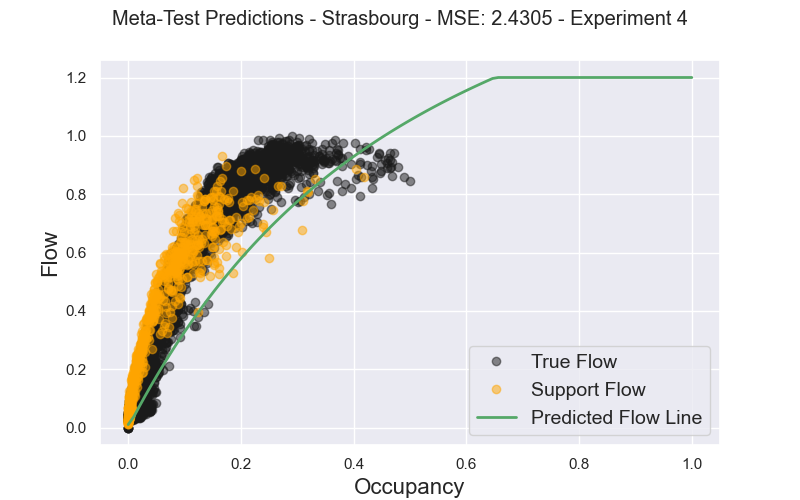 Meta-Test Predictions - Strasbourg - MSE: 2.4305 - Experiment 4
1.2
1.0
0.8
0.6
0.4
0.2
0.0
Flow
True Flow
Support Flow
Predicted Flow Line
0.0 0.2 0.4 0.6 0.8 1.0
Occupancy